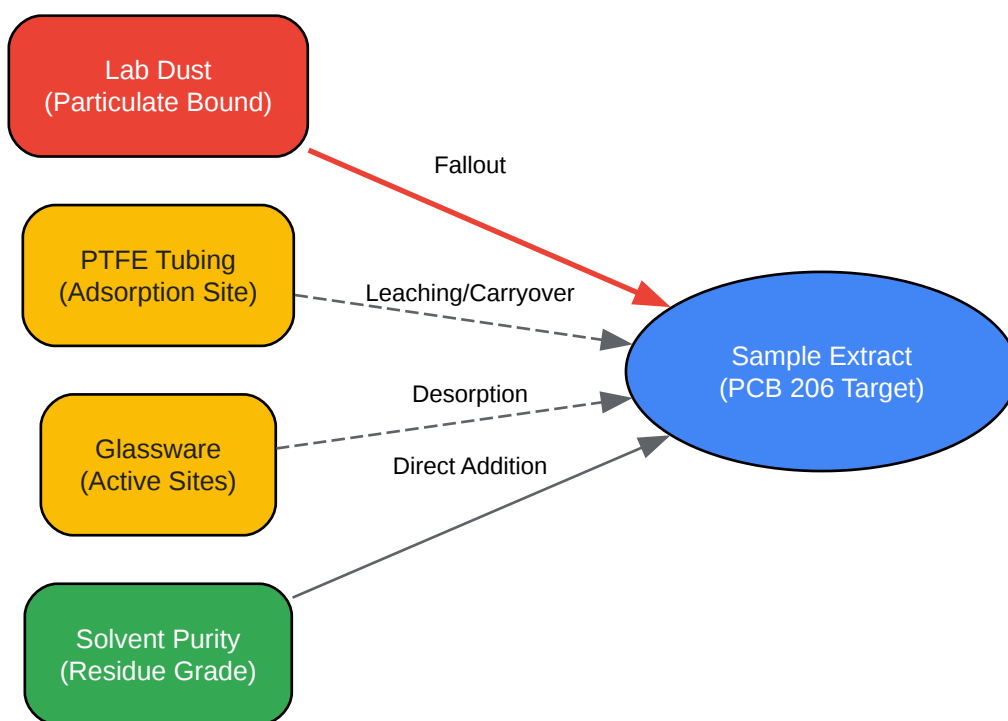 Lab Dust
(Particulate Bound)
Fallout
PTFE Tubing
(Adsorption Site)
Leaching/Carryover
Sample Extract
(PCB 206 Target)
Desorption
Glassware
(Active Sites)
Direct Addition
Solvent Purity
(Residue Grade)